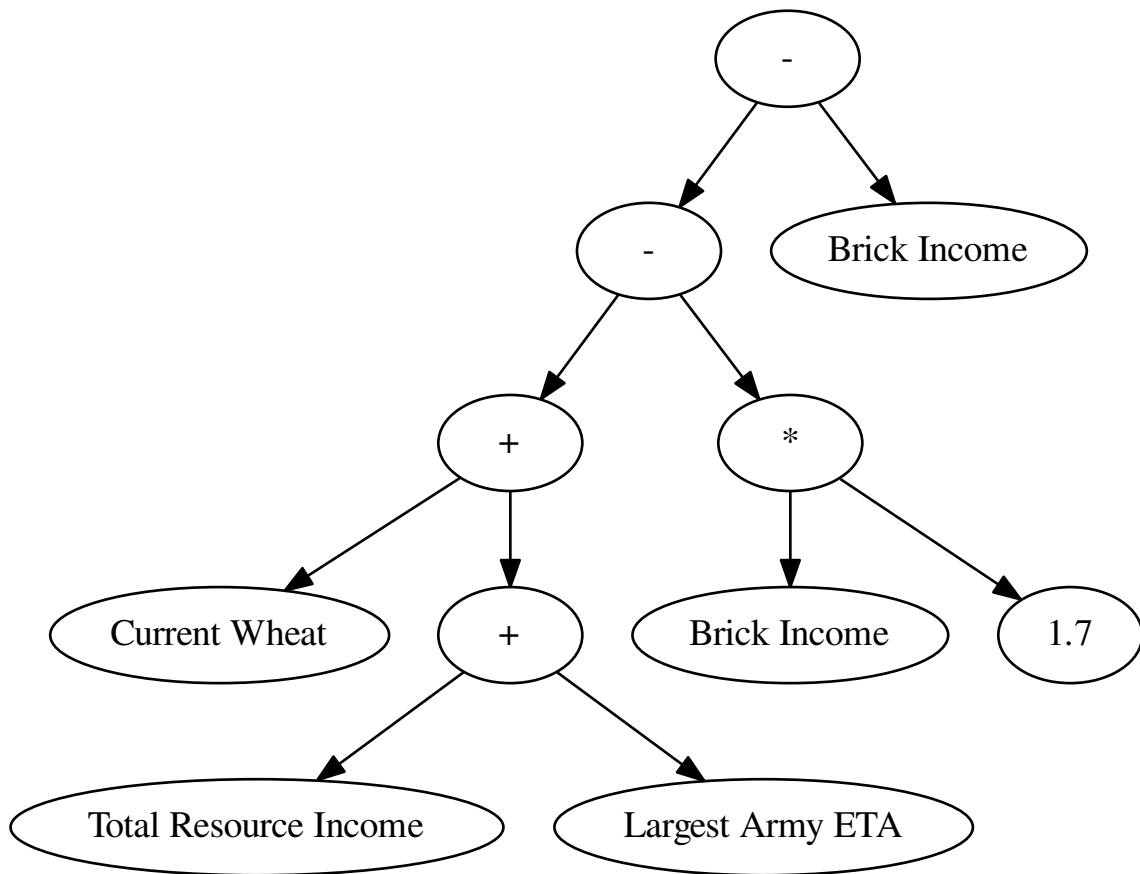 -
-
Brick Income
+
*
Current Wheat
+
Brick Income
1.7
Total Resource Income
Largest Army ETA